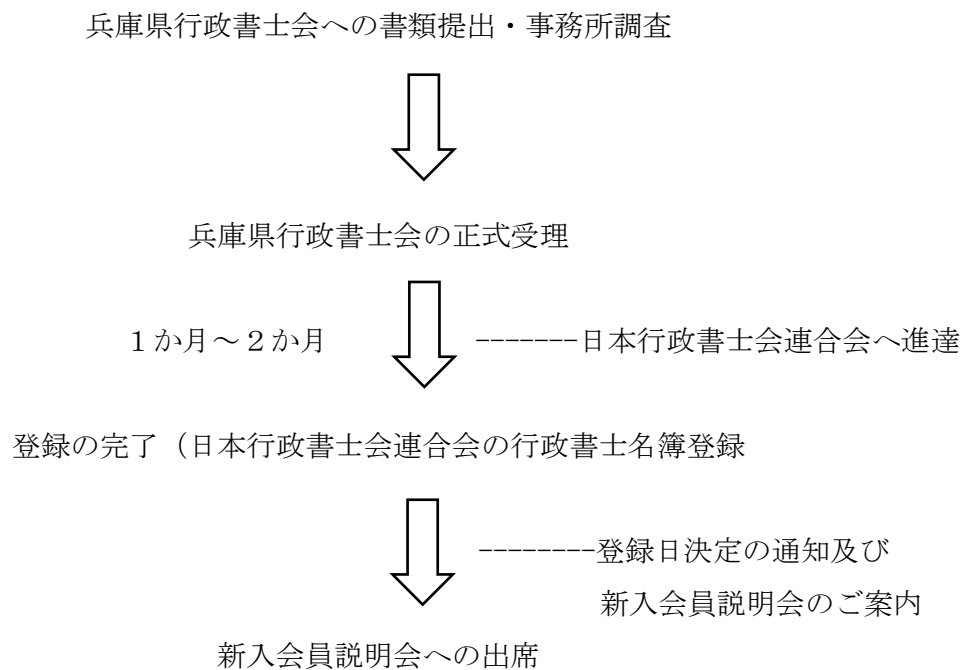 兵庫県行政書士会への書類提出・事務所調査
兵庫県行政書士会の正式受理
１か月～２か月
-------日本行政書士会連合会へ進達
登録の完了（日本行政書士会連合会の行政書士名簿登録
--------登録日決定の通知及び
新入会員説明会のご案内
新入会員説明会への出席